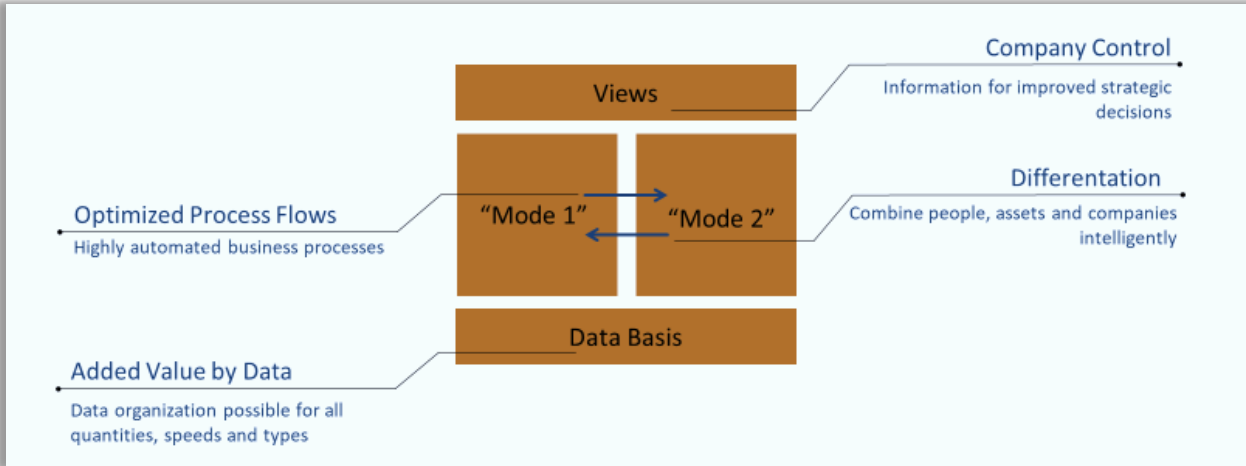 Company Control
Information for improved strategic
decisions
Views
Differentation
Combine people, assets and companies
intelligently
Optimized Process Flows
Highly automated business processes
“Mode 1”
“Mode 2”
Data Basis
Added Value by Data
Data organization possible for all
quantities, speeds and types